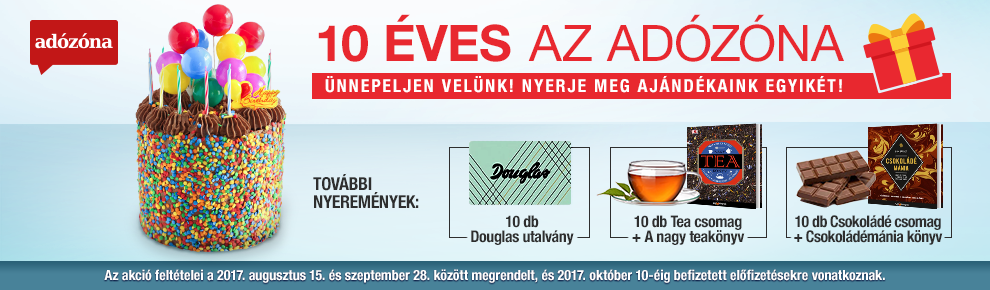 adózóna
Happy
Birthday
10 ÉVES AZ ADÓZÓNA
ÜNNEPELJEN VELÜNK! NYERJE MEG AJÁNDÉKAINK EGYIKÉT!
TOVÁBBI
NYEREMÉNYEK:
Douglas
10 db
Douglas utalvány
TEA
10 db Tea csomag
+ A nagy teakönyv
CSOKOLÁDÉ
MÁNIA
10 db Csokoládé csomag
+ Csokoládémánia könyv
Az akció feltételei a 2017. augusztus 15. és szeptember 28. között megrendelt, és 2017. október 10-éig befizetett előfizetésekre vonatkoznak.